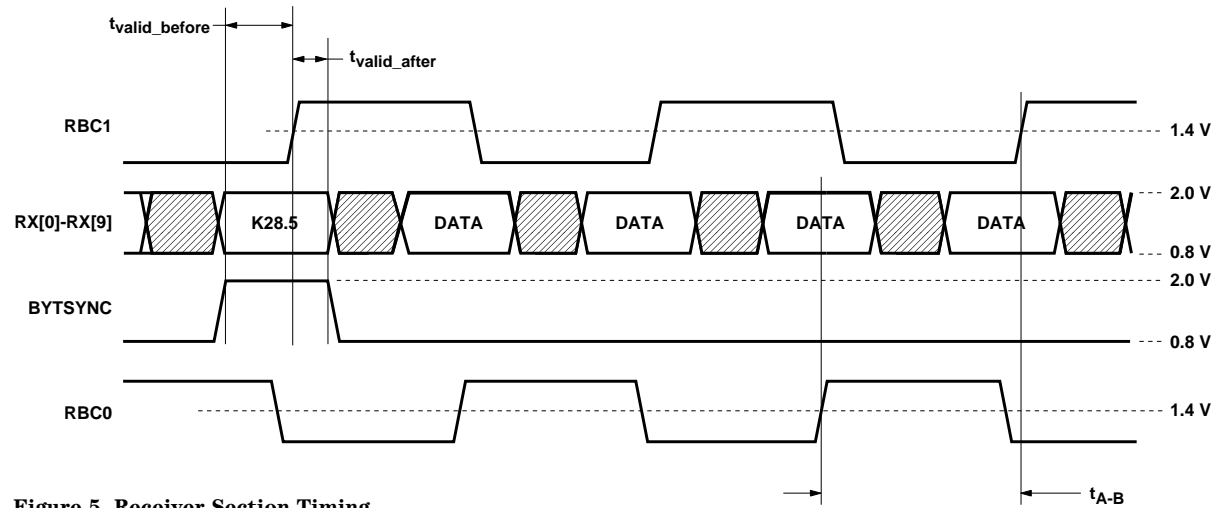 tvalid_before
tvalid_after
RBC1
1.4 V
2.0 V
RX[0]-RX[9] K28.5 DATA DATA DATA DATA
0.8 V
2.0 V
BYTSYNC
0.8 V
RBC0
1.4 V
tA-B
Figure 5. Receiver Section Timing